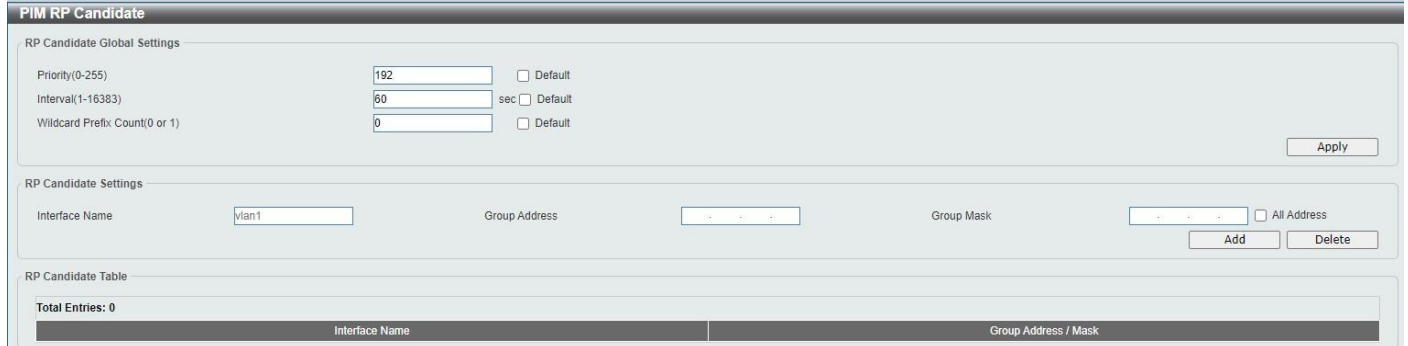 PIM RP Candidate
RP Candidate Global Settings
Priority(0-255) 192 Default
Interval(1-16383) 60 sec Default
Wildcard Prefix Count(0 or 1) 0 Default
Apply
RP Candidate Settings
Interface Name vlan1 Group Address . . . Group Mask . . . All Address
Add Delete
RP Candidate Table
Total Entries: 0
Interface Name Group Address / Mask